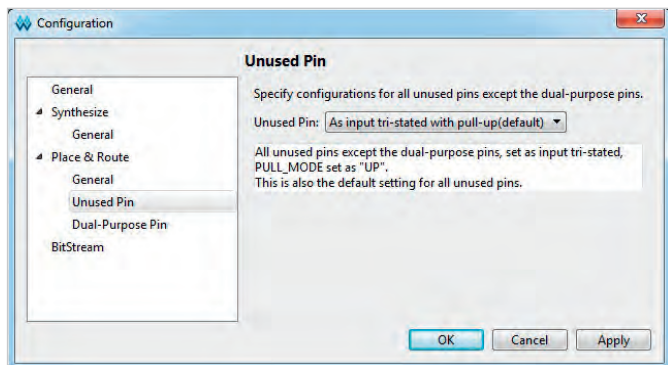 Configuration
General
Synthesize
General
Place & Route
General
Unused Pin
Dual-Purpose Pin
BitStream
Unused Pin
Specify configurations for all unused pins except the dual-purpose pins.
Unused Pin: As input tri-stated with pull-up(default)
All unused pins except the dual-purpose pins, set as input tri-stated,
PULL_MODE set as "UP".
This is also the default setting for all unused pins.
OK Cancel Apply